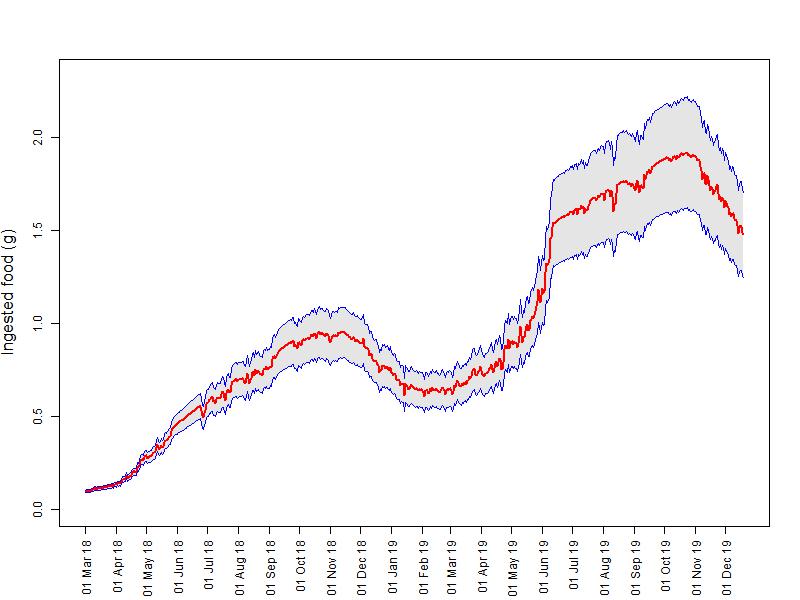 Ingested food (g)
2.0
1.5
1.0
0.5
0.0
01 Mar 18
01 Apr 18
01 May 18
01 Jun 18
01 Jul 18
01 Aug 18
01 Sep 18
01 Oct 18
01 Nov 18
01 Dec 18
01 Jan 19
01 Feb 19
01 Mar 19
01 Apr 19
01 May 19
01 Jun 19
01 Jul 19
01 Aug 19
01 Sep 19
01 Oct 19
01 Nov 19
01 Dec 19